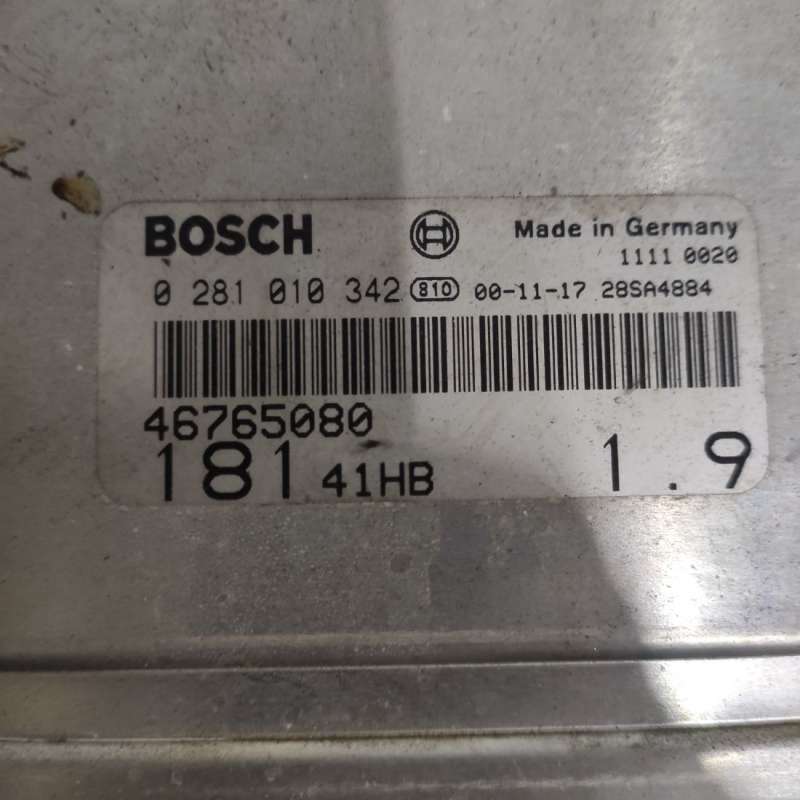 BOSCH Made in Germany
1111 0020
0 281 010 342 810 00-11-17 28SA4884
46765080
181 41HB 1.9